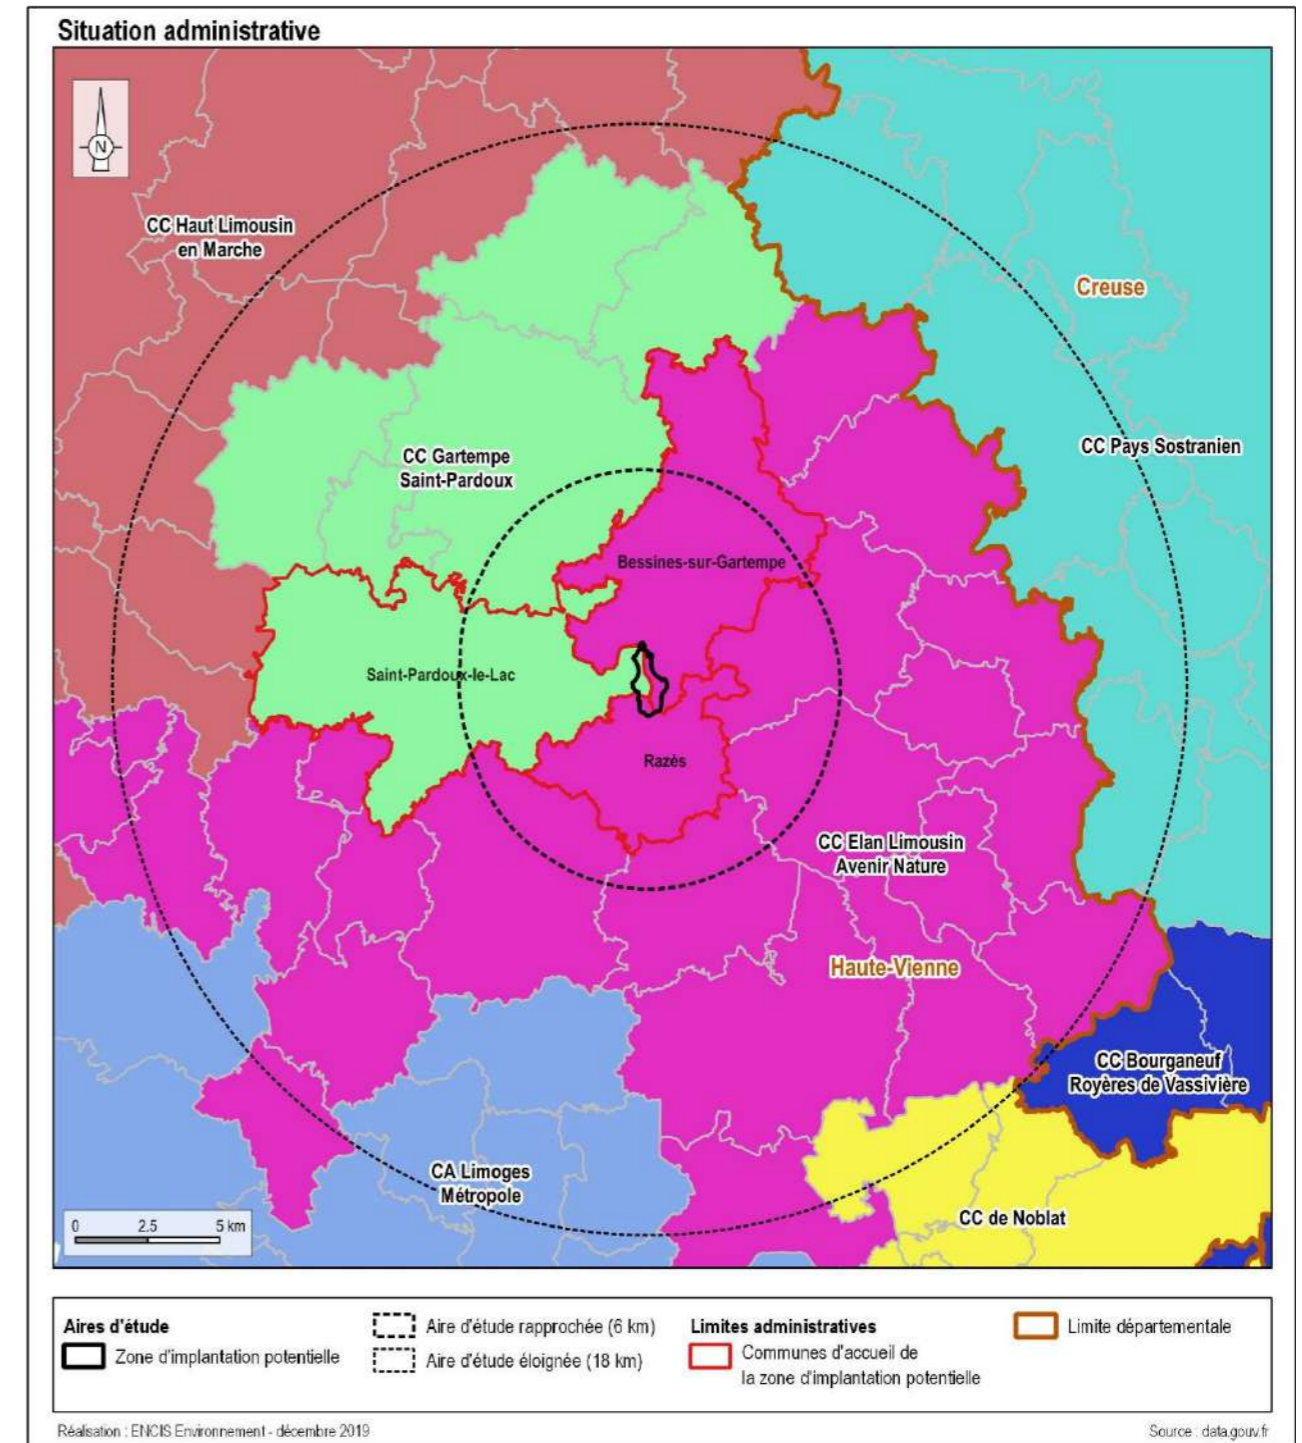 Situation administrative
N
CC Haut Limousin
en Marche
Creuse
CC Pays Sostranien
CC Gartempe
Saint-Pardoux
Bessines-sur-Gartempe
Saint-Pardoux-le-Lac
Razès
CC Elan Limousin
Avenir Nature
Haute-Vienne
CC Bourganeuf
Royères de Vassivière
CA Limoges
Métropole
CC de Noblat
0 2.5 5 km
Aires d'étude
Zone d'implantation potentielle
Aire d'étude rapprochée (6 km)
Aire d'étude éloignée (18 km)
Limites administratives
Communes d'accueil de
la zone d'implantation potentielle
Limite départementale
Réalisation : ENCIS Environnement - décembre 2019
Source : data.gouv.fr